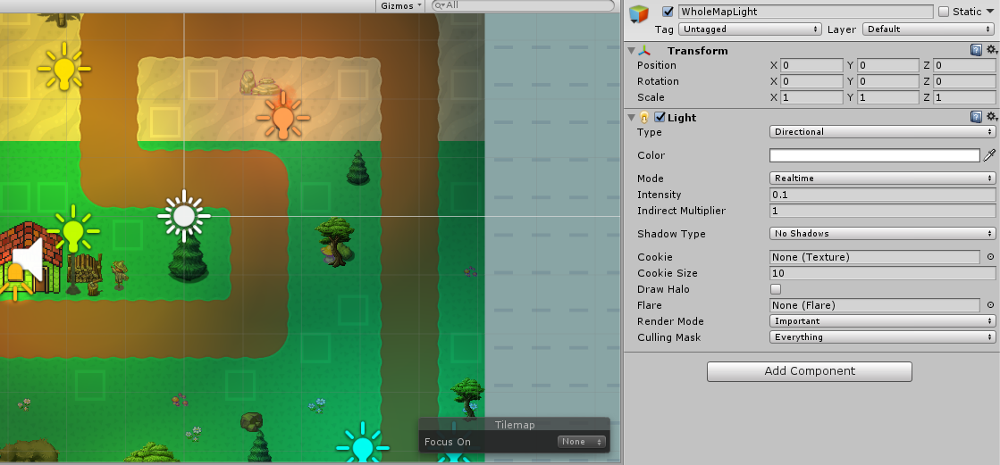 Gizmos
All
WholeMapLight
Static
Tag Untagged Layer Default
Transform
Position X 0 Y 0 Z 0
Rotation X 0 Y 0 Z 0
Scale X 1 Y 1 Z 1
Light
Type Directional
Color
Mode Realtime
Intensity 0.1
Indirect Multiplier 1
Shadow Type No Shadows
Cookie None (Texture)
Cookie Size 10
Draw Halo
Flare None (Flare)
Render Mode Important
Culling Mask Everything
Add Component
Tilemap
Focus On None